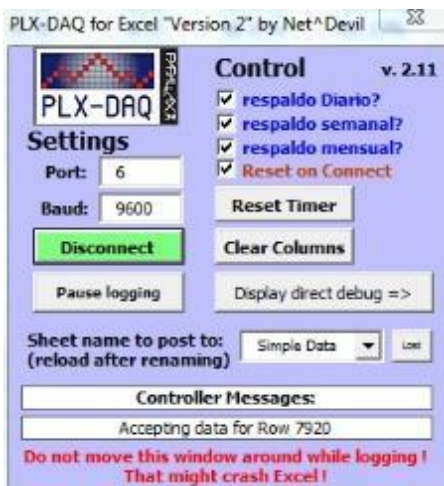 PLX-DAQ for Excel "Version 2" by Net^Devil
PLX-DAQ
PARALLAX
Control v. 2.11
respaldo Diario?
respaldo semanal?
respaldo mensual?
Reset on Connect
Settings
Port: 6
Baud: 9600
Reset Timer
Disconnect
Clear Columns
Pause logging
Display direct debug =>
Sheet name to post to:
(reload after renaming)
Simple Data
Load
Controller Messages:
Accepting data for Row 7920
Do not move this window around while logging !
That might crash Excel !